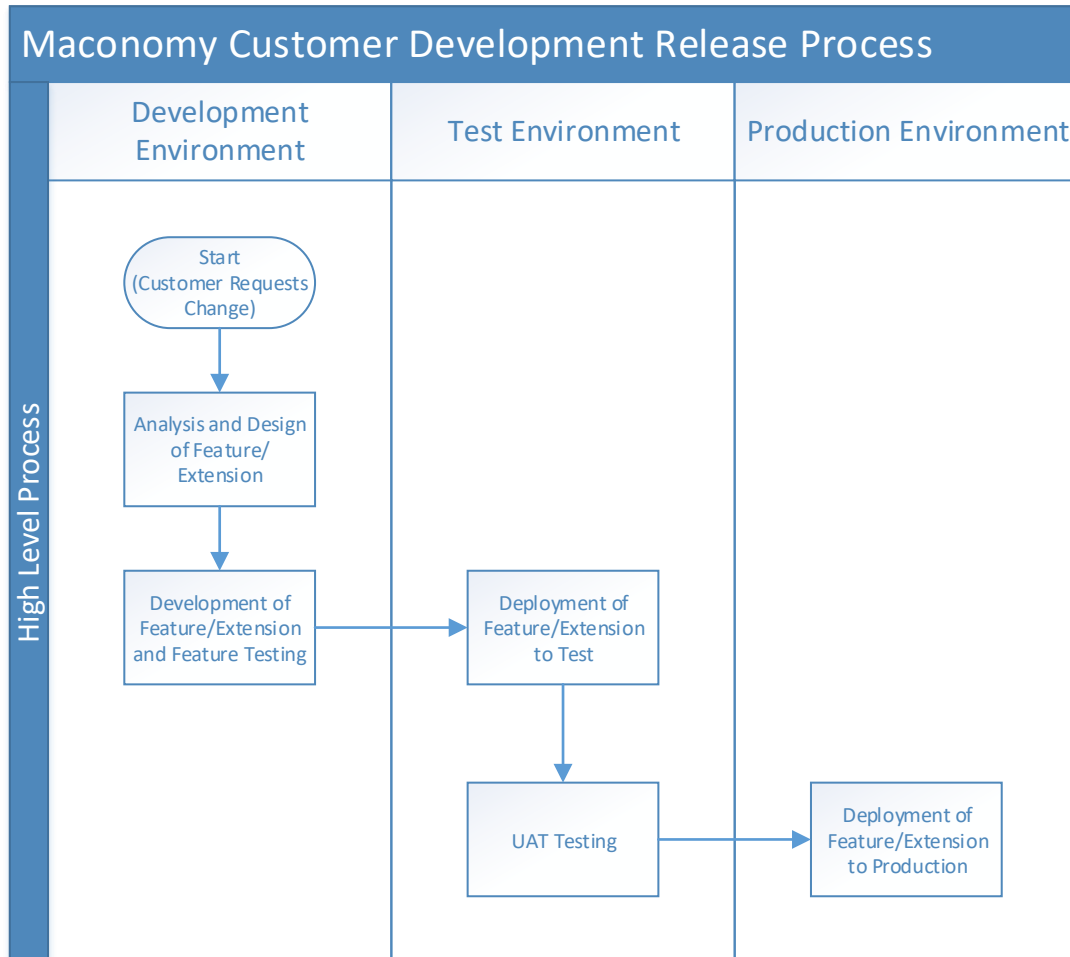 Maconomy Customer Development Release Process
High Level Process
Development
Environment
Test Environment
Production Environment
Start
(Customer Requests
Change)
Analysis and Design
of Feature/
Extension
Development of
Feature/Extension
and Feature Testing
Deployment of
Feature/Extension
to Test
UAT Testing
Deployment of
Feature/Extension
to Production